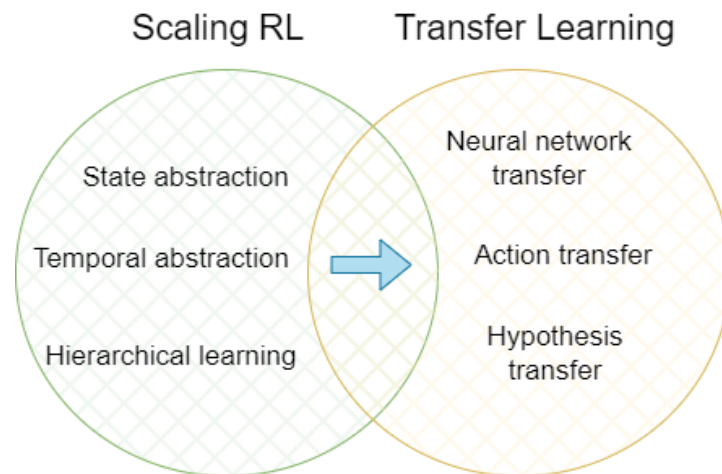 Scaling RL
Transfer Learning
State abstraction
Temporal abstraction
Hierarchical learning
Neural network
transfer
Action transfer
Hypothesis
transfer